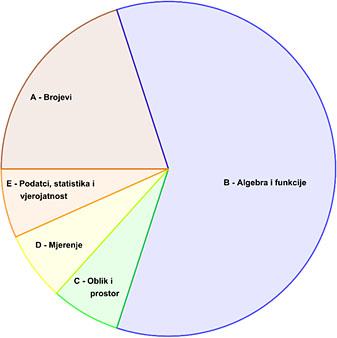 A - Brojevi
B - Algebra i funkcije
E - Podatci, statistika i
vjerojatnost
D - Mjerenje
C - Oblik i
prostor